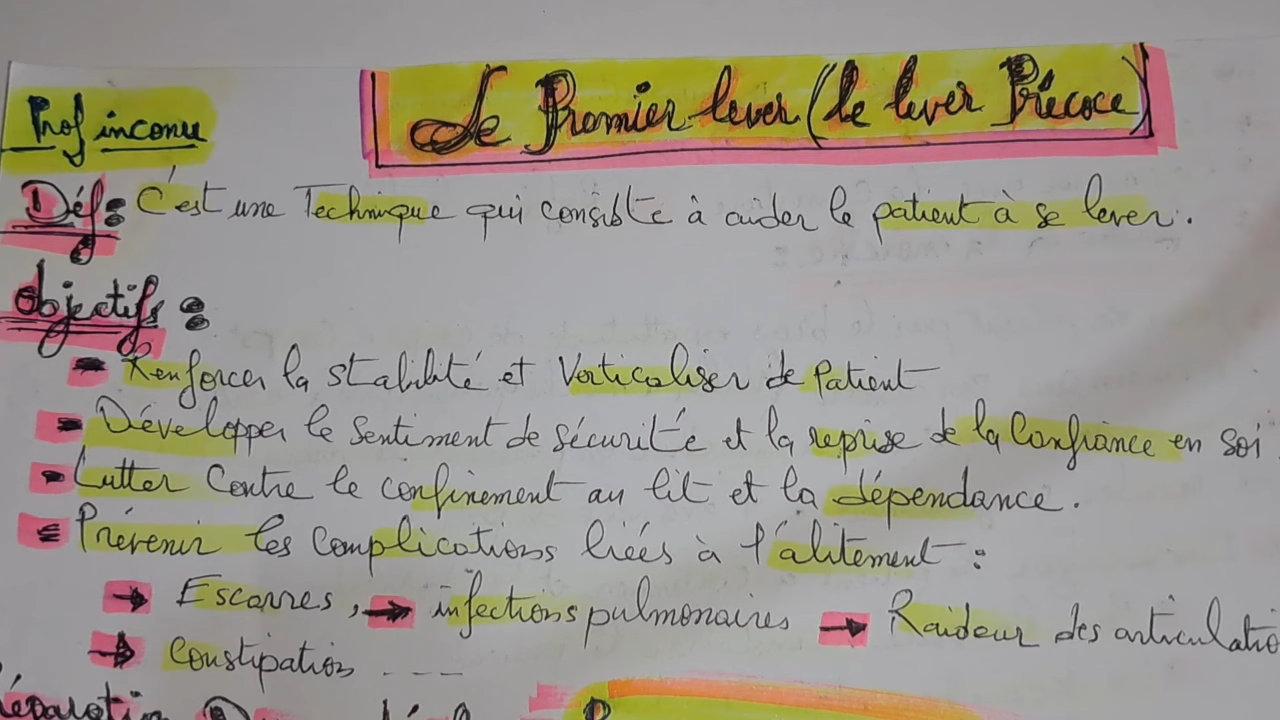 Le Premier lever (le lever Précoce)
Prof inconu
Déf : C'est une Technique qui consiste à aider le patient à se lever.
Objectifs :
- Renforcer la stabilité et Verticaliser de Patient
- Développer le sentiment de sécurité et la reprise de la confiance en soi.
- Lutter Contre le confinement au lit et la dépendance.
- Prévenir les complications liées à l'alitement :
→ Escarres, → infections pulmonaires → Raideur des articulatio
→ Constipation ----